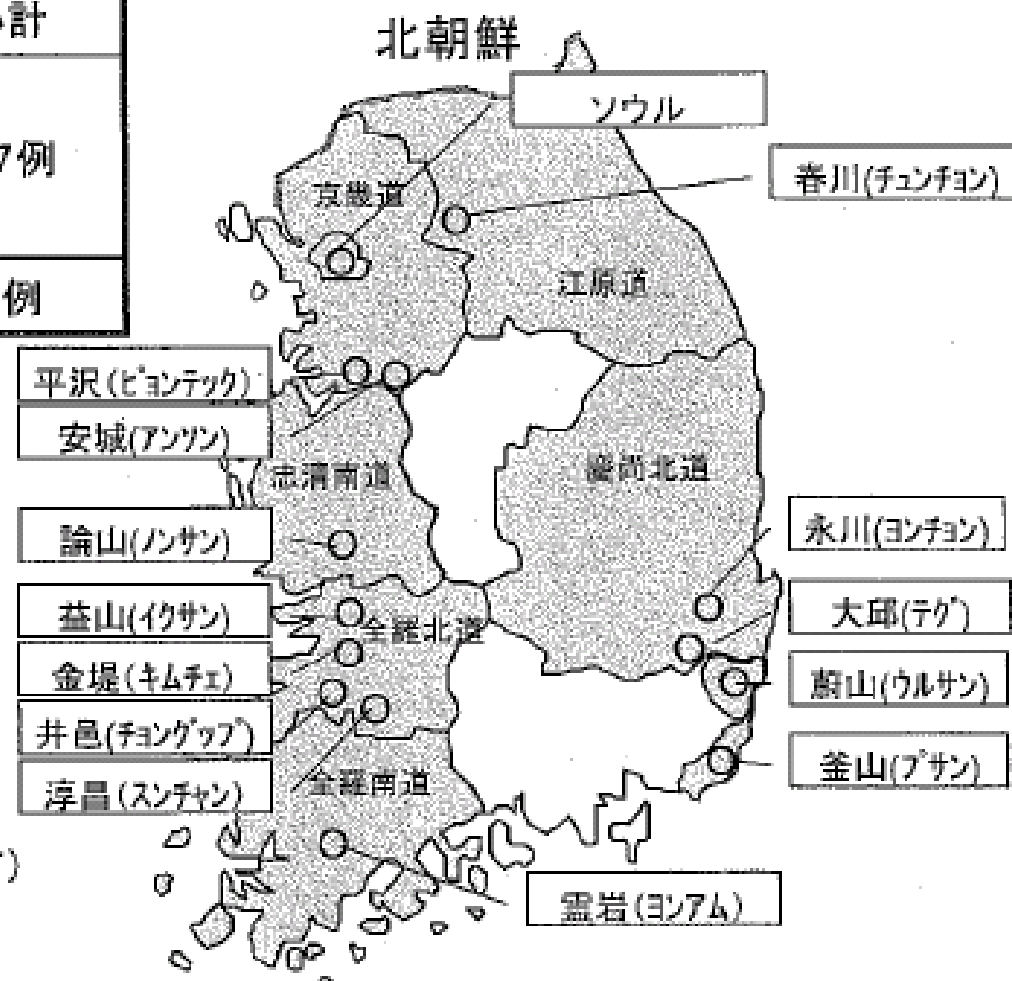 計
北朝鮮
ソウル
7例
春川(チュンチョン)
京畿道
江原道
例
平沢(ピョンテック)
安城(アンソン)
慶尚北道
忠清南道
永川(ヨンチョン)
論山(ノンサン)
大邱(テグ)
益山(イクサン)
全羅北道
金堤(キムチェ)
蔚山(ウルサン)
井邑(チョングップ)
釜山(プサン)
淳昌(スンチャン)
全羅南道
)
霊岩(ヨンアム)